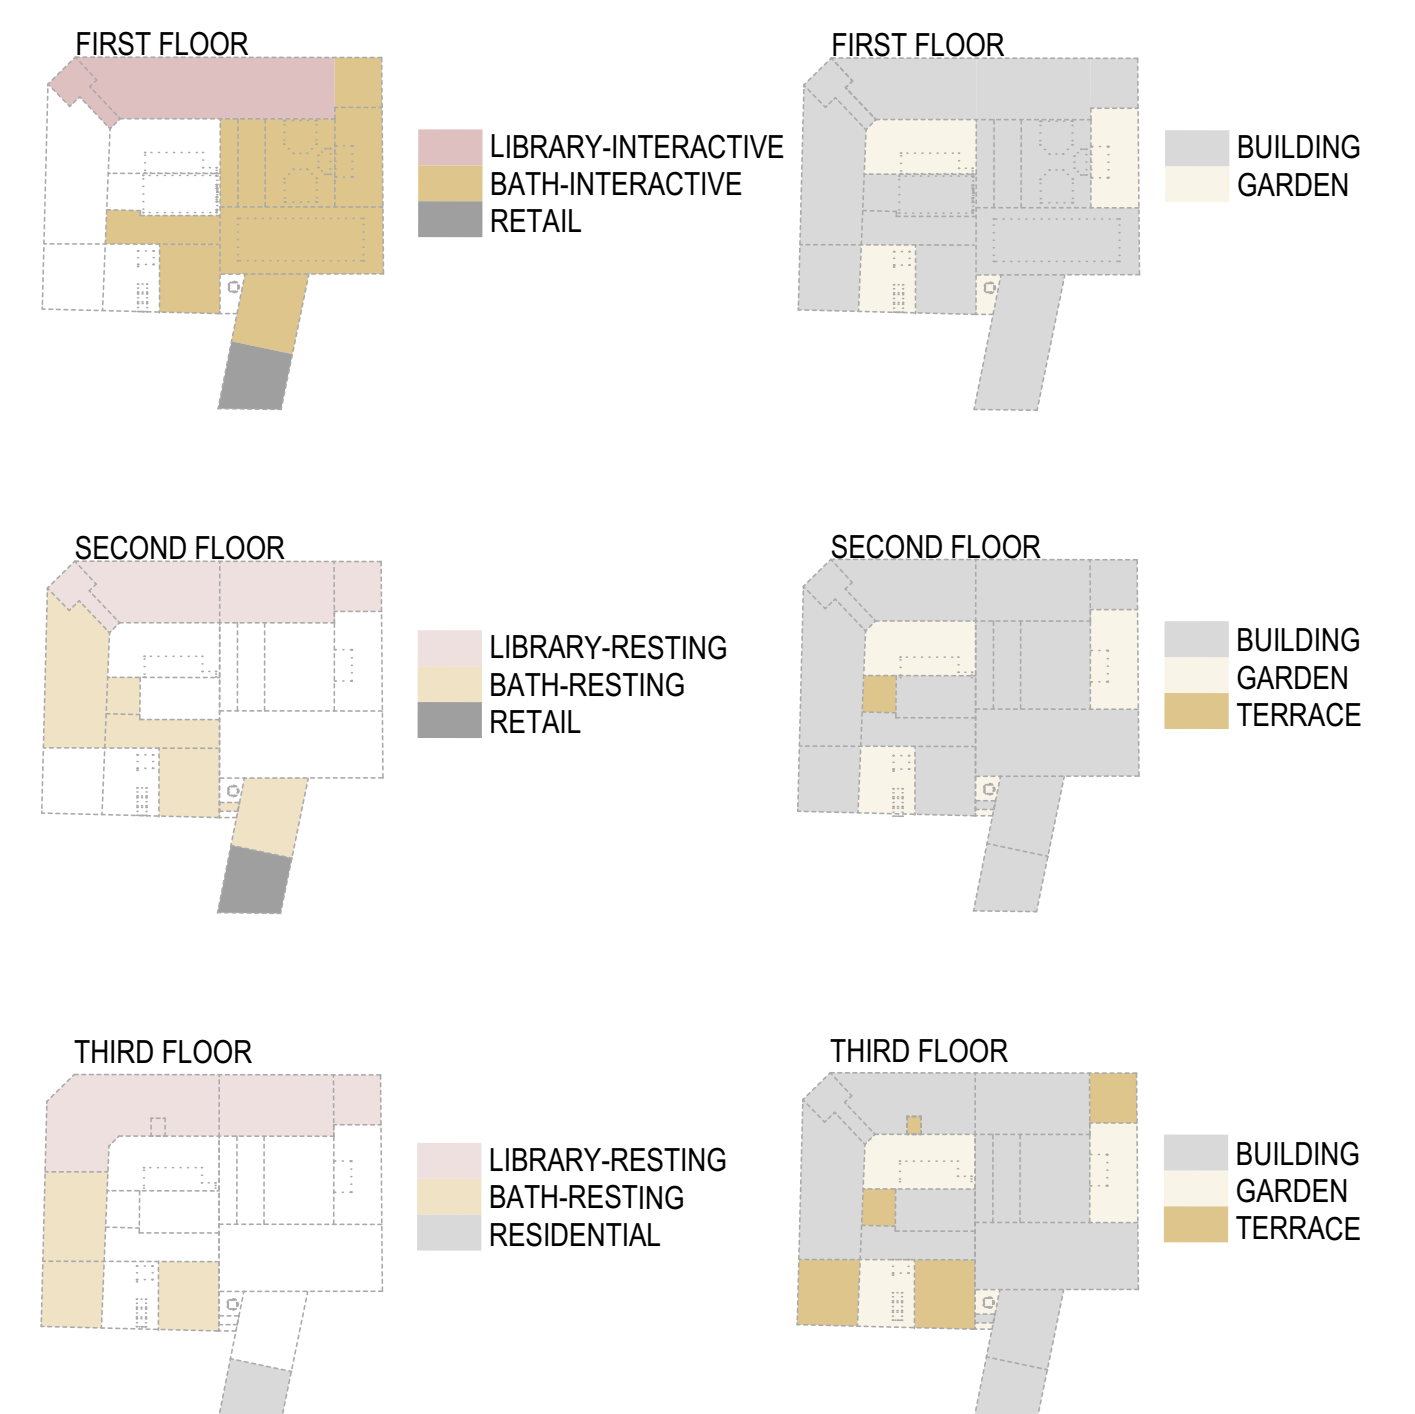 FIRST FLOOR
LIBRARY-INTERACTIVE
BATH-INTERACTIVE
RETAIL
FIRST FLOOR
BUILDING
GARDEN
SECOND FLOOR
LIBRARY-RESTING
BATH-RESTING
RETAIL
SECOND FLOOR
BUILDING
GARDEN
TERRACE
THIRD FLOOR
LIBRARY-RESTING
BATH-RESTING
RESIDENTIAL
THIRD FLOOR
BUILDING
GARDEN
TERRACE